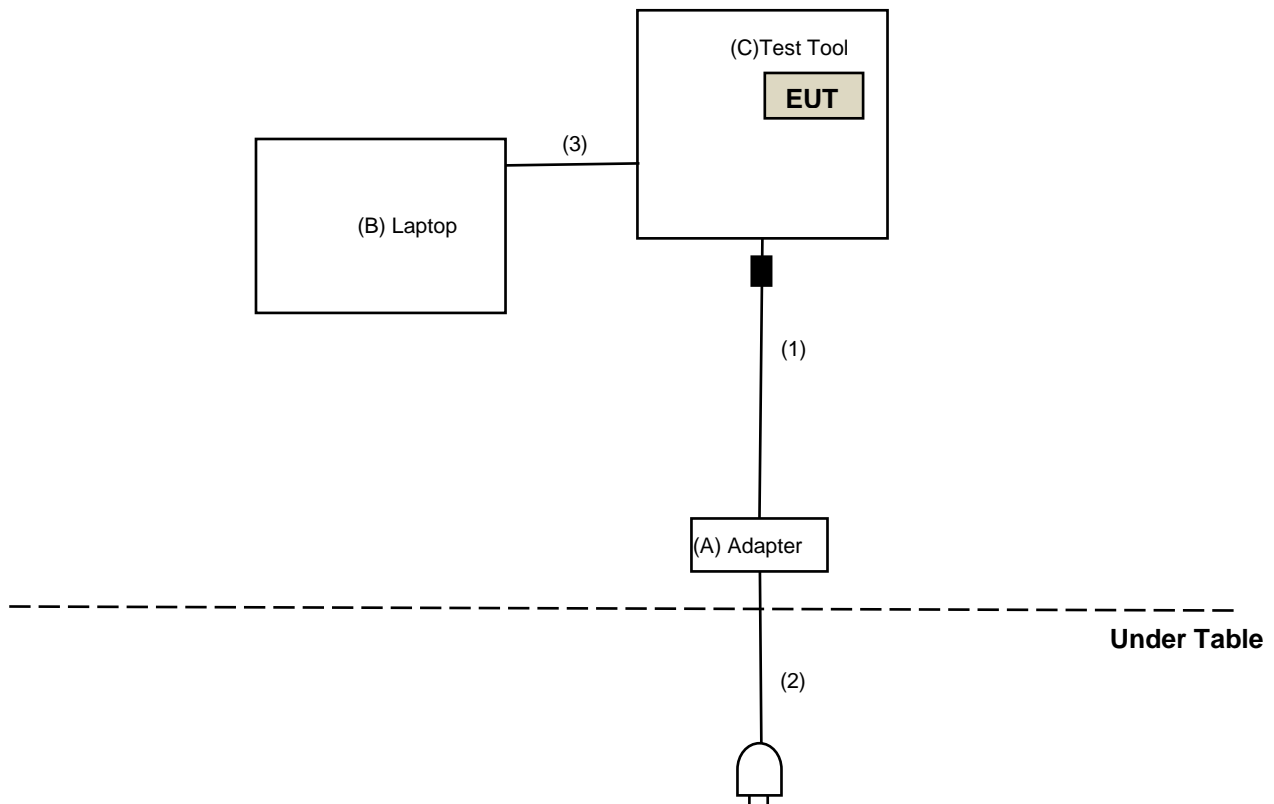 (C)Test Tool
EUT
(3)
(B) Laptop
(1)
(A) Adapter
Under Table
(2)